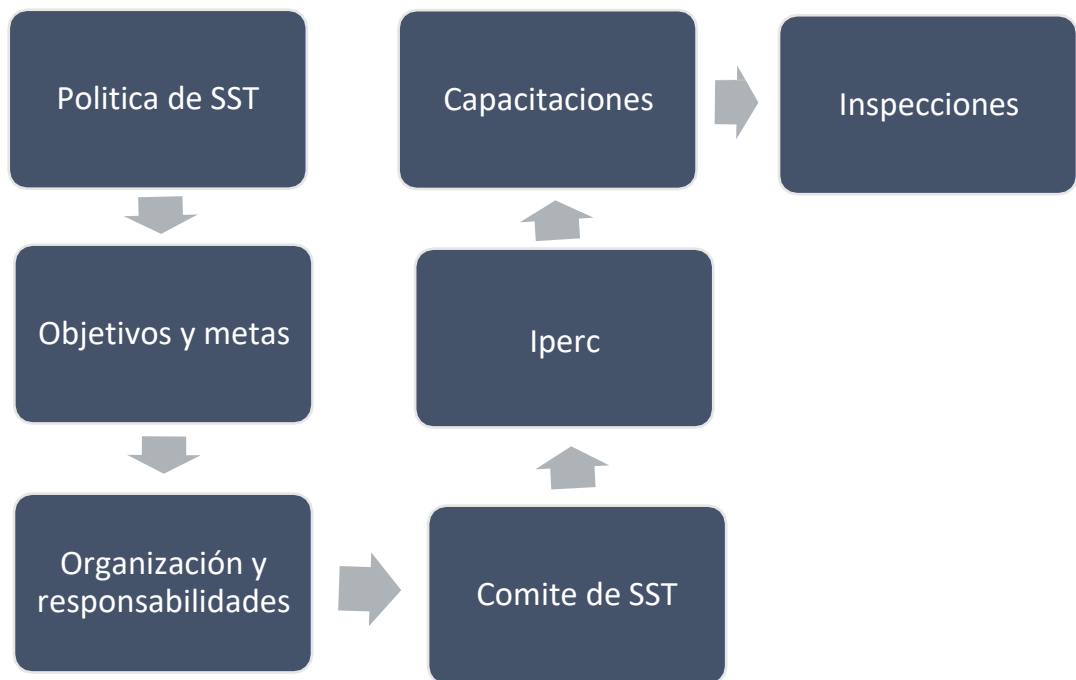 Politica de SST
Objetivos y metas
Organización y
responsabilidades
Comite de SST
Iperc
Capacitaciones
Inspecciones